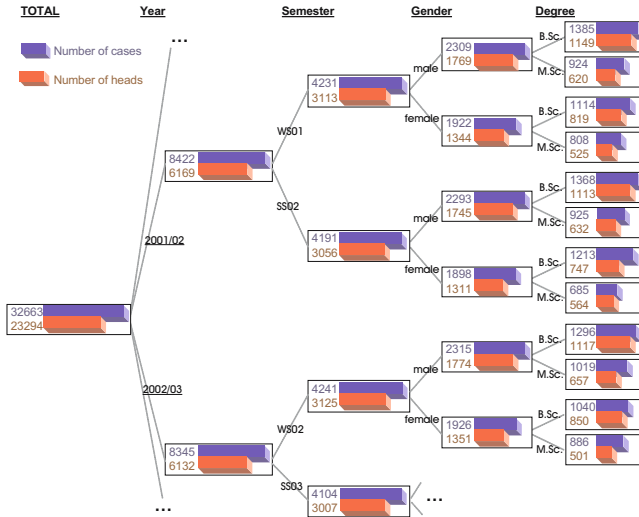 TOTAL
Year
Semester
Gender
Degree
Number of cases
Number of heads
...
32663
23294
2001/02
8422
6169
WS01
4231
3113
male
2309
1769
B.Sc.
1385
1149
M.Sc.
924
620
female
1922
1344
B.Sc.
1114
819
M.Sc.
808
525
SS02
4191
3056
male
2293
1745
B.Sc.
1368
1113
M.Sc.
925
632
female
1898
1311
B.Sc.
1213
747
M.Sc.
685
564
2002/03
8345
6132
WS02
4241
3125
male
2315
1774
B.Sc.
1296
1117
M.Sc.
1019
657
female
1926
1351
B.Sc.
1040
850
M.Sc.
886
501
SS03
4104
3007
...
...